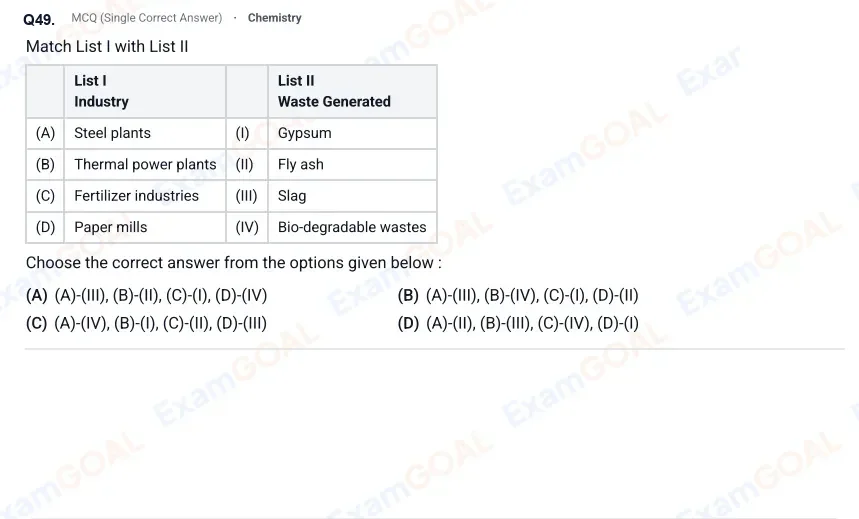 Q49. MCQ (Single Correct Answer) · Chemistry
Match List I with List II
List I Industry List II Waste Generated
(A) Steel plants (I) Gypsum
(B) Thermal power plants (II) Fly ash
(C) Fertilizer industries (III) Slag
(D) Paper mills (IV) Bio-degradable wastes
Choose the correct answer from the options given below :
(A) (A)-(III), (B)-(II), (C)-(I), (D)-(IV) (B) (A)-(III), (B)-(IV), (C)-(I), (D)-(II)
(C) (A)-(IV), (B)-(I), (C)-(II), (D)-(III) (D) (A)-(II), (B)-(III), (C)-(IV), (D)-(I)
ExamGOAL